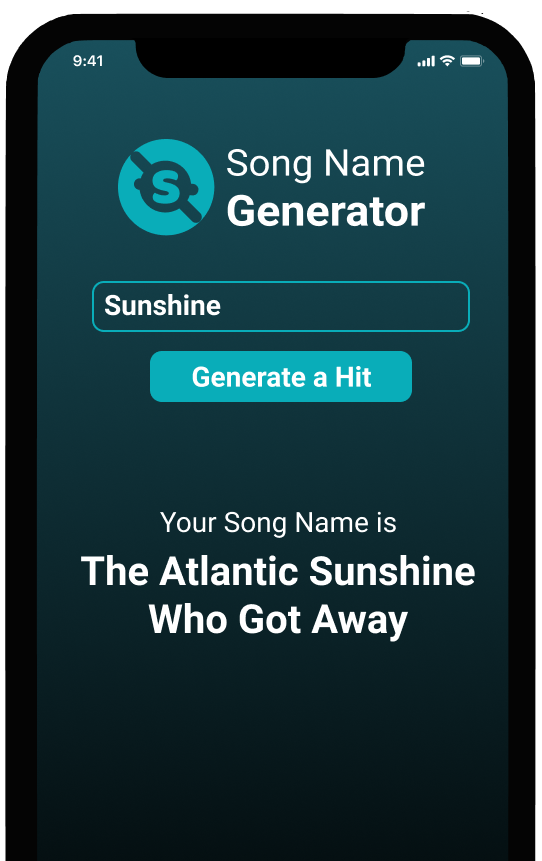 9:41
S
Song Name
Generator
Sunshine
Generate a Hit
Your Song Name is
The Atlantic Sunshine
Who Got Away